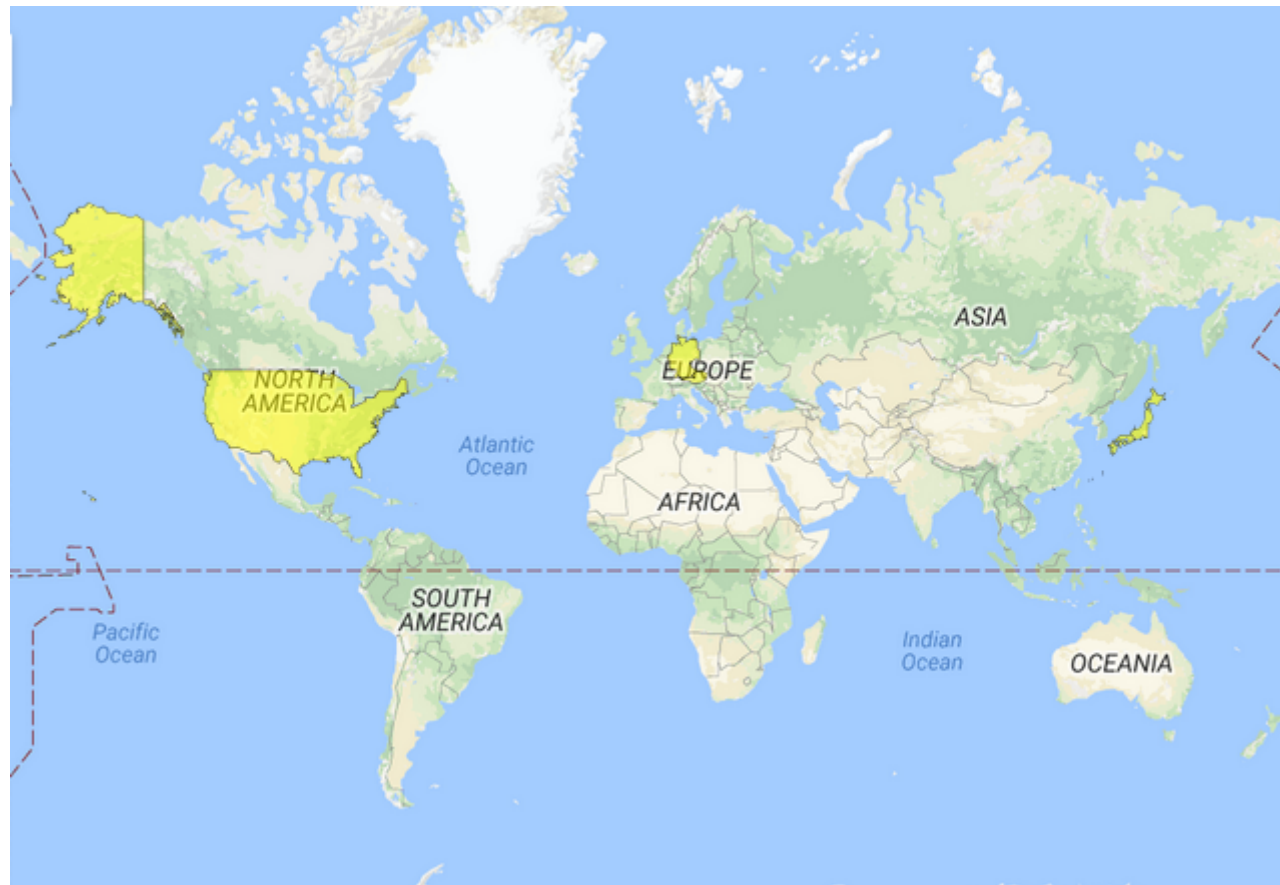 ASIA
NORTH
AMERICA
EUROPE
Atlantic
Ocean
AFRICA
SOUTH
AMERICA
Pacific
Ocean
Indian
Ocean
OCEANIA